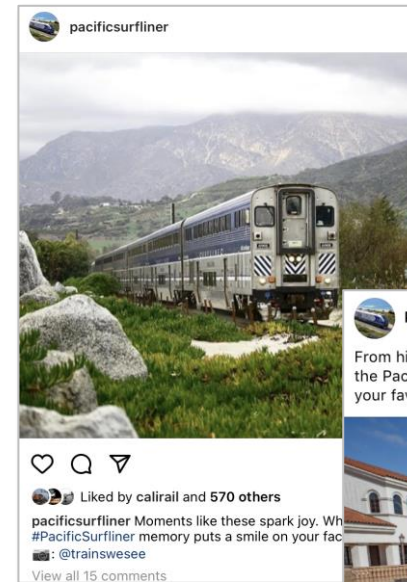 pacificsurfliner
Liked by calirail and 570 others
pacificsurfliner Moments like these spark joy. Wh
#PacificSurfliner memory puts a smile on your fac
: @trainswesee
View all 15 comments
From hi
the Pac
your fav